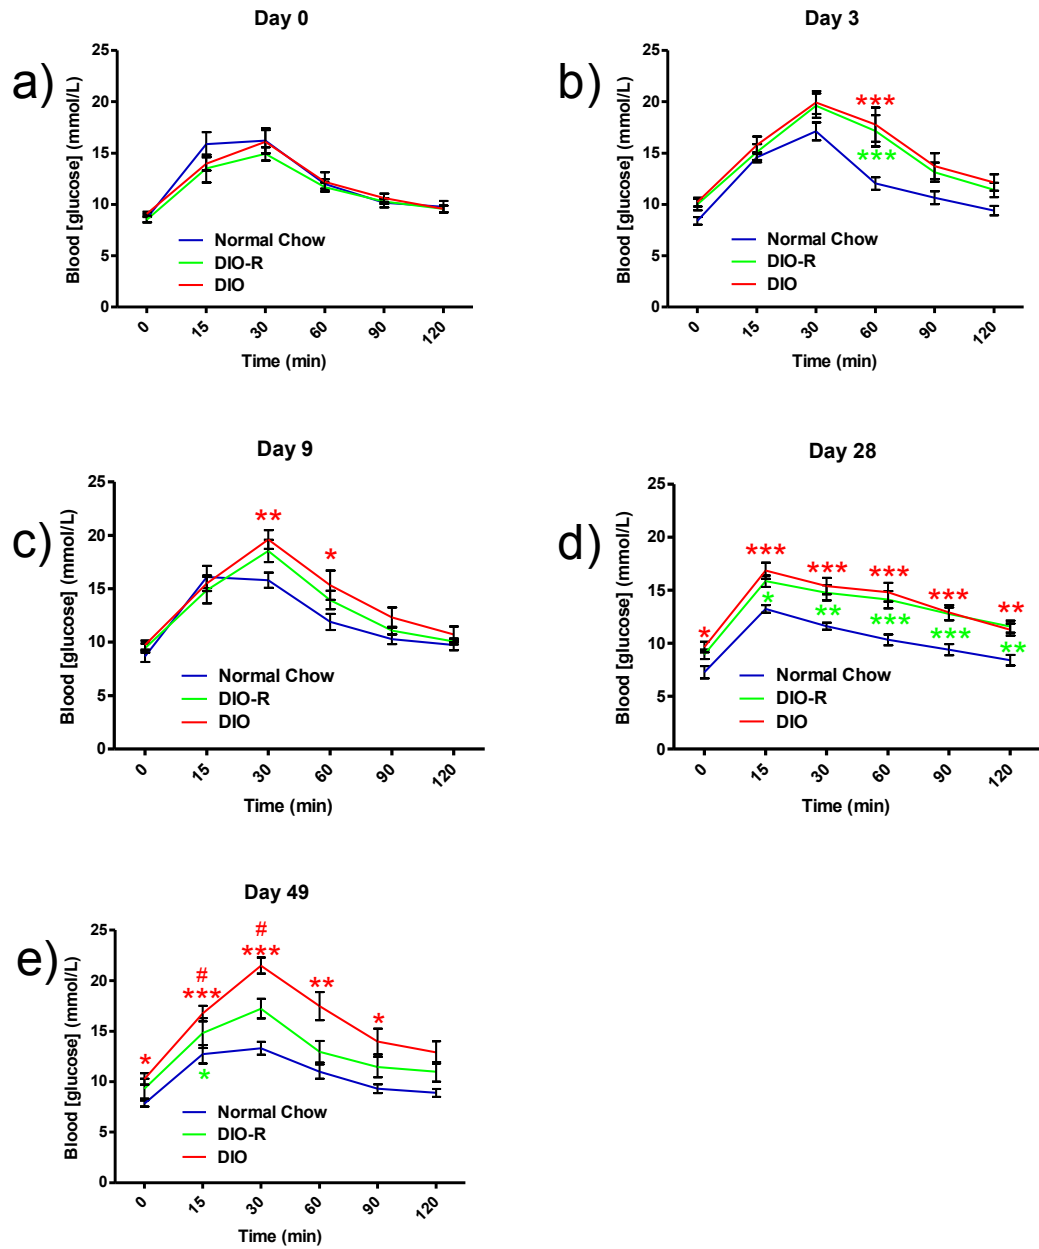 Day 0
a)
Blood [glucose] (mmol/L)
25
20
15
10
5
0
Normal Chow
DIO-R
DIO
0 15 30 60 90 120
Time (min)
Day 3
b)
Blood [glucose] (mmol/L)
25
20
15
10
5
0
***
***
Normal Chow
DIO-R
DIO
0 15 30 60 90 120
Time (min)
Day 9
c)
Blood [glucose] (mmol/L)
25
20
15
10
5
0
**
*
Normal Chow
DIO-R
DIO
0 15 30 60 90 120
Time (min)
Day 28
d)
Blood [glucose] (mmol/L)
25
20
15
10
5
0
* *** *** *** *** **
* ** *** *** **
Normal Chow
DIO-R
DIO
0 15 30 60 90 120
Time (min)
Day 49
e)
Blood [glucose] (mmol/L)
25
20
15
10
5
0
# #
* *** *** ** *
*
Normal Chow
DIO-R
DIO
0 15 30 60 90 120
Time (min)